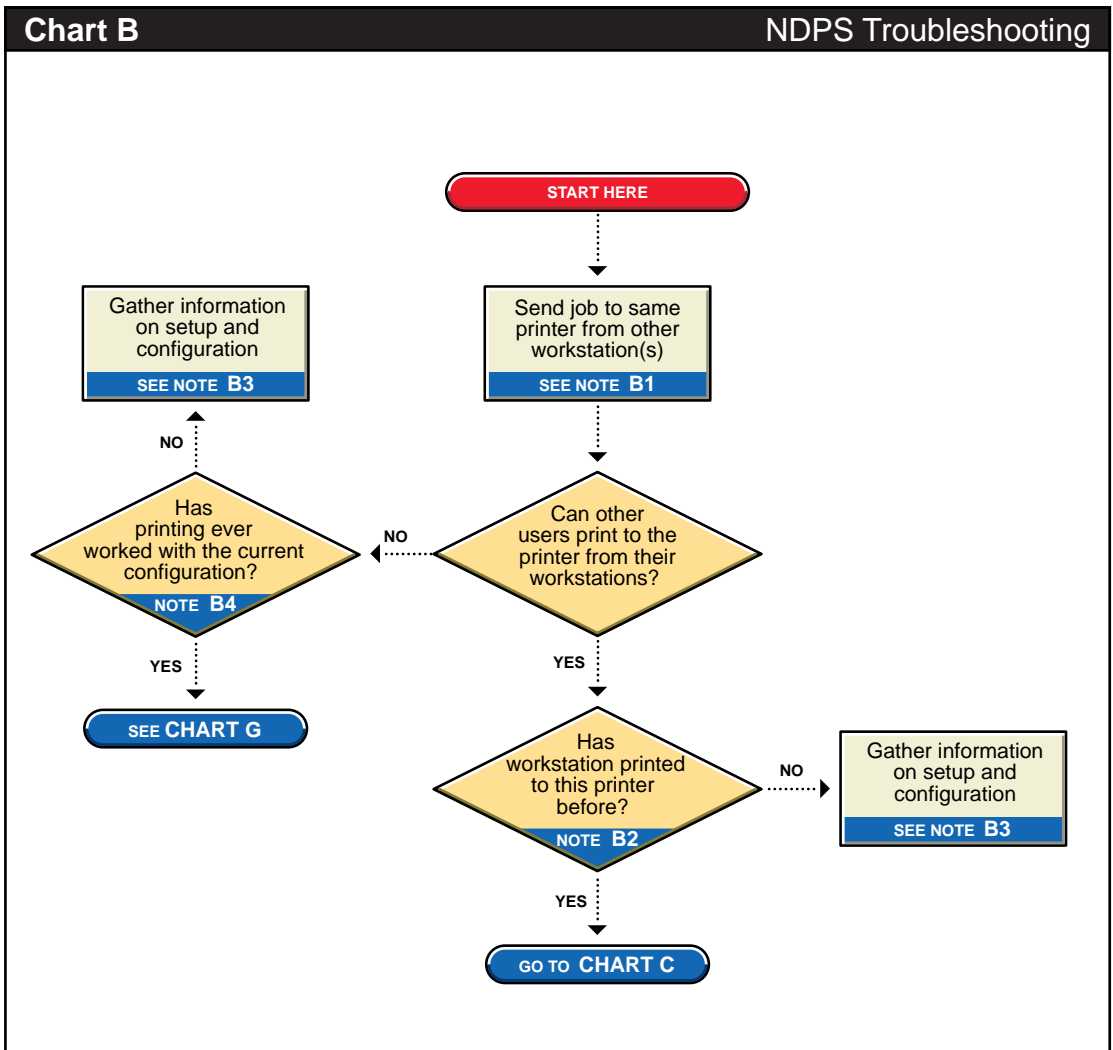 Chart B
NDPS Troubleshooting
START HERE
Send job to same
printer from other
workstation(s)
SEE NOTE B1
Can other
users print to the
printer from their
workstations?
NO
Has
printing ever
worked with the current
configuration?
NOTE B4
NO
Gather information
on setup and
configuration
SEE NOTE B3
YES
SEE CHART G
YES
Has
workstation printed
to this printer
before?
NOTE B2
NO
Gather information
on setup and
configuration
SEE NOTE B3
YES
GO TO CHART C